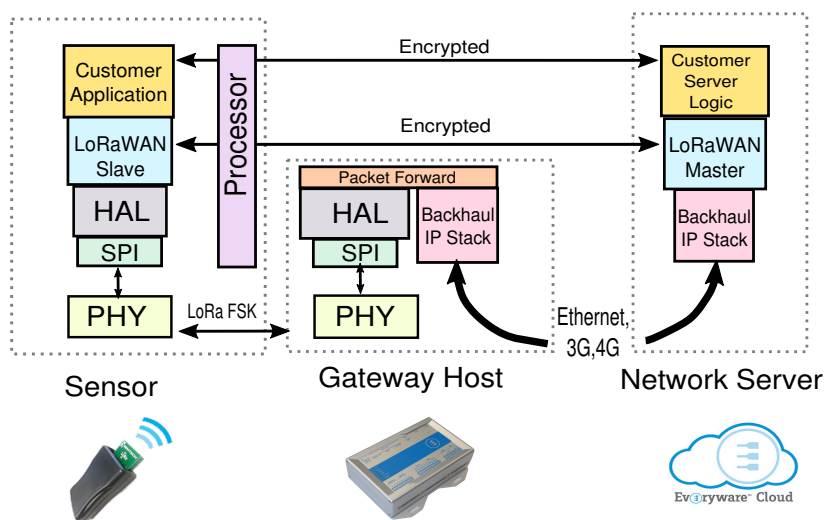 Encrypted
Customer
Application
Processor
Customer
Server
Logic
Encrypted
LoRaWAN
Slave
LoRaWAN
Master
Packet Forward
HAL
SPI
HAL
SPI
Backhaul
IP Stack
Backhaul
IP Stack
PHY
LoRa FSK
PHY
Ethernet,
3G,4G
Sensor
Gateway Host
Network Server
Everyware™ Cloud